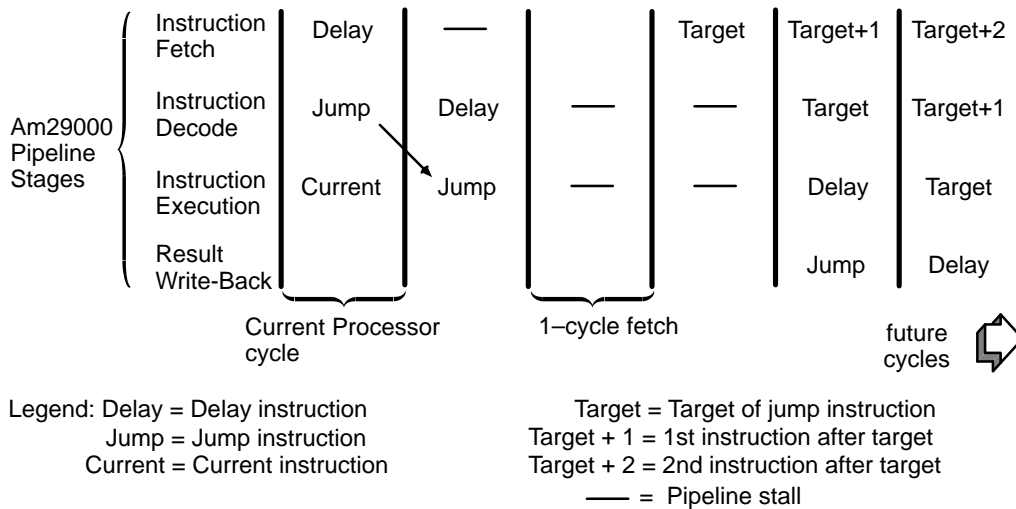 Instruction
Fetch
Delay
—
Target
Target+1
Target+2
Am29000
Pipeline
Stages
Instruction
Decode
Jump
Delay
—
—
Target
Target+1
Instruction
Execution
Current
Jump
—
—
Delay
Target
Result
Write-Back
Jump
Delay
Current Processor
cycle
1–cycle fetch
future
cycles
Legend: Delay = Delay instruction
Jump = Jump instruction
Current = Current instruction
Target = Target of jump instruction
Target + 1 = 1st instruction after target
Target + 2 = 2nd instruction after target
— = Pipeline stall